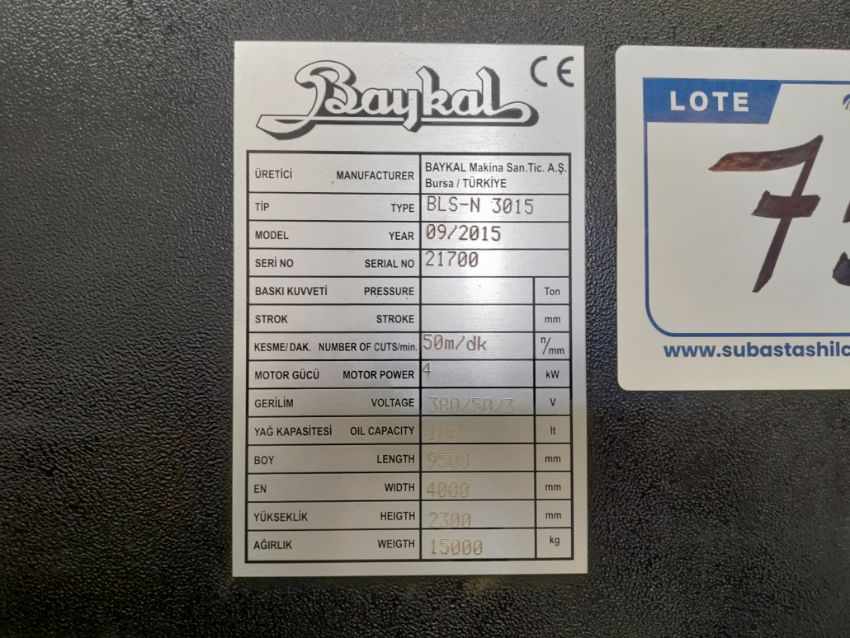 Baykal CE
ÜRETİCİ MANUFACTURER BAYKAL Makina San.Tic. A.Ş.
Bursa / TÜRKİYE
TİP TYPE BLS-N 3015
MODEL YEAR 09/2015
SERİ NO SERIAL NO 21700
BASKI KUVVETİ PRESSURE Ton
STROK STROKE mm
KESME/ DAK. NUMBER OF CUTS/min. 50m/dk n/mm
MOTOR GÜCÜ MOTOR POWER 4 kW
GERİLİM VOLTAGE 380/50/3 V
YAĞ KAPASİTESİ OIL CAPACITY lt
BOY LENGTH 9500 mm
EN WIDTH 4000 mm
YÜKSEKLİK HEIGTH 2300 mm
AĞIRLIK WEIGTH 15000 kg
LOTE
7
www.subastashilc